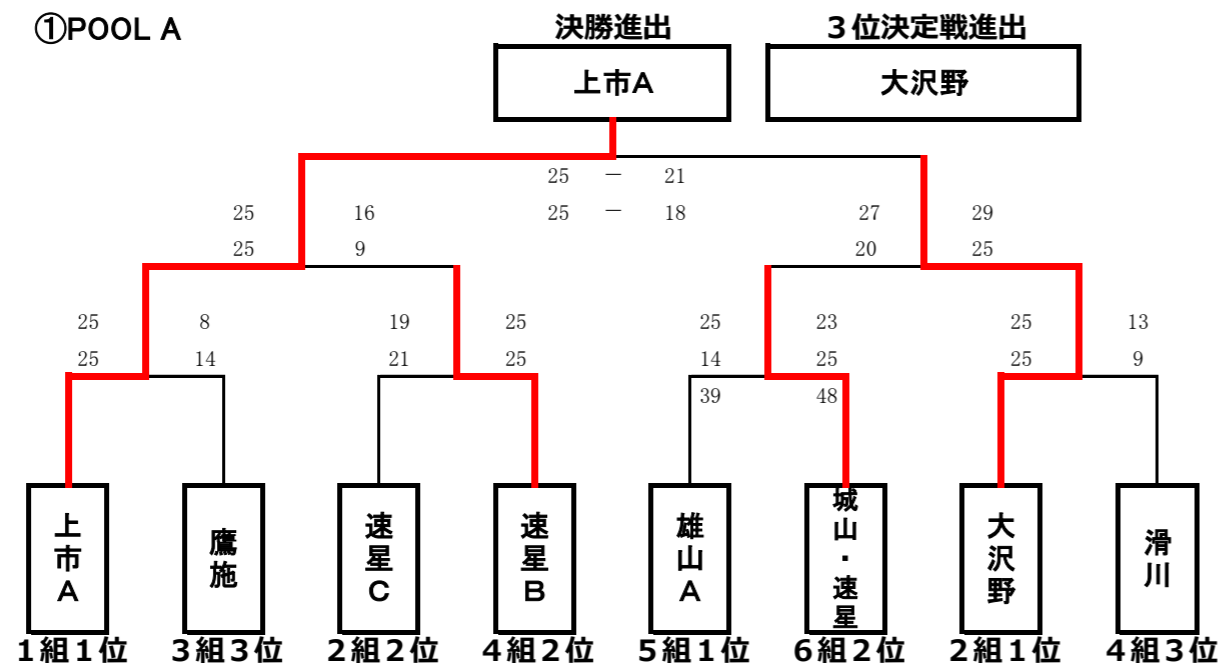 ①POOL A
決勝進出 ３位決定戦進出
上市A 大沢野
25 － 21
25 16 25 － 18 27 29
25 9 20 25
25 8 19 25 25 23 25 13
25 14 21 25 14 25 25 9
39 48
上市A 鷹施 速星C 速星B 雄山A 城山・速星 大沢野 滑川
１組１位 ３組３位 ２組２位 ４組２位 ５組１位 ６組２位 ２組１位 ４組３位